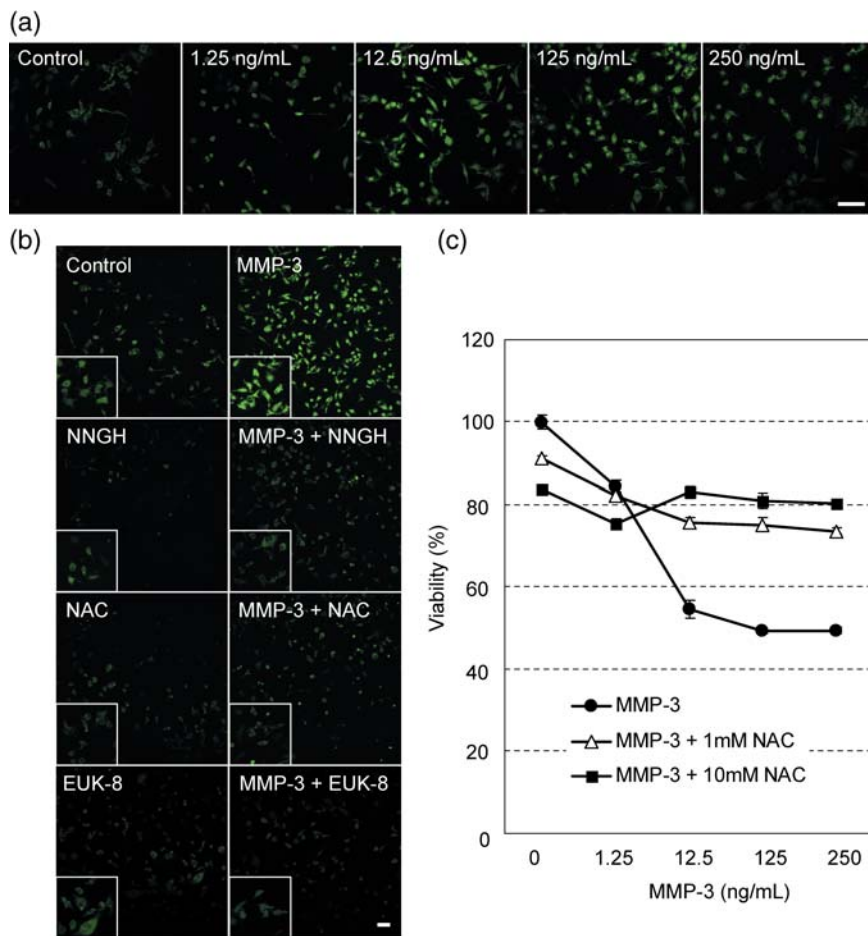 (a)
Control
1.25 ng/mL
12.5 ng/mL
125 ng/mL
250 ng/mL
(b)
Control
MMP-3
NNGH
MMP-3 + NNGH
NAC
MMP-3 + NAC
EUK-8
MMP-3 + EUK-8
(c)
120
100
80
60
40
20
0
Viability (%)
MMP-3
MMP-3 + 1mM NAC
MMP-3 + 10mM NAC
0
1.25
12.5
125
250
MMP-3 (ng/mL)